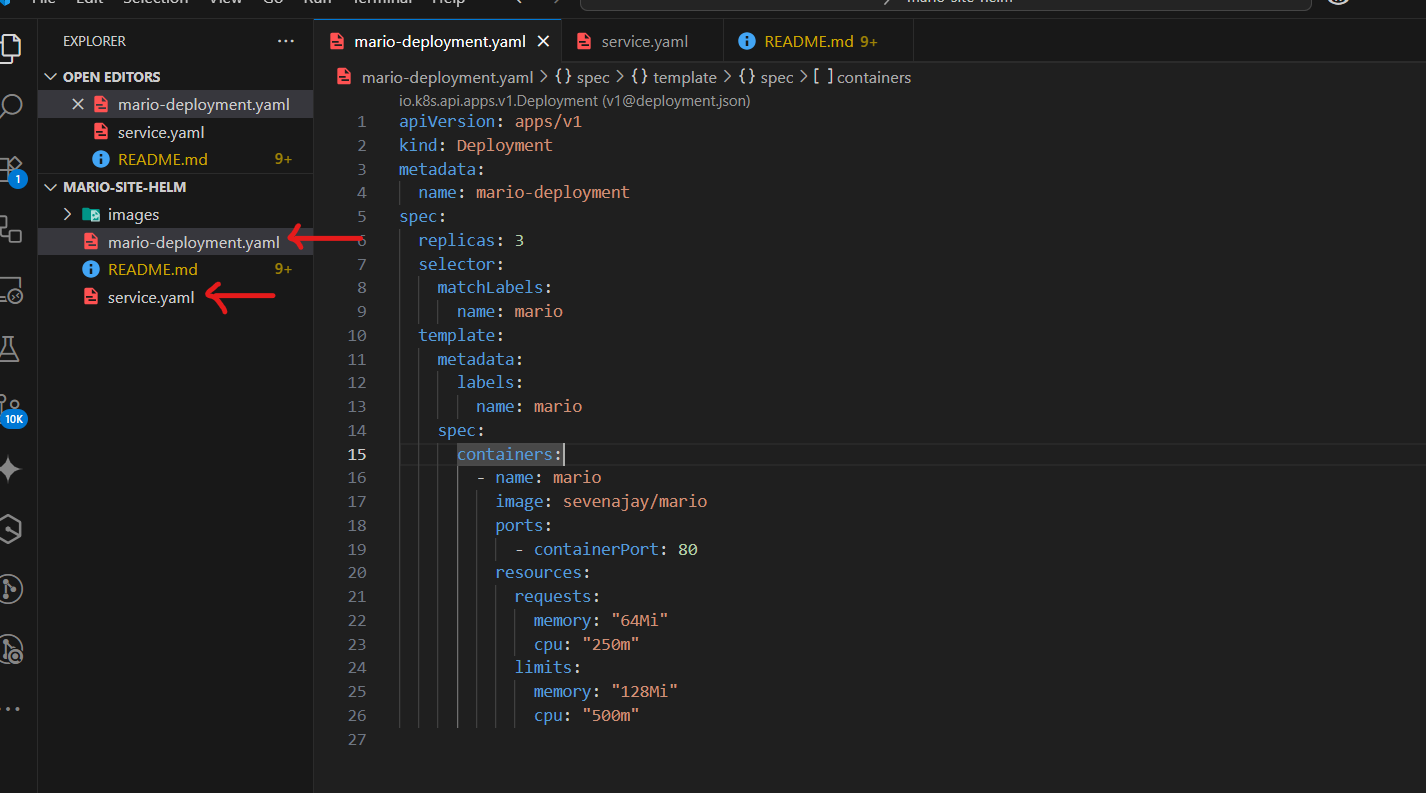 File Edit Selection View Go Run Terminal Help
mario-site-helm
EXPLORER
mario-deployment.yaml
service.yaml
README.md 9+
OPEN EDITORS
mario-deployment.yaml > {} spec > {} template > {} spec > [ ] containers
mario-deployment.yaml
service.yaml
README.md 9+
MARIO-SITE-HELM
images
mario-deployment.yaml
README.md 9+
service.yaml
1
10K
io.k8s.api.apps.v1.Deployment (v1@deployment.json)
1 apiVersion: apps/v1
2 kind: Deployment
3 metadata:
4 name: mario-deployment
5 spec:
6 replicas: 3
7 selector:
8 matchLabels:
9 name: mario
10 template:
11 metadata:
12 labels:
13 name: mario
14 spec:
15 containers:
16 - name: mario
17 image: sevenajay/mario
18 ports:
19 - containerPort: 80
20 resources:
21 requests:
22 memory: "64Mi"
23 cpu: "250m"
24 limits:
25 memory: "128Mi"
26 cpu: "500m"
27